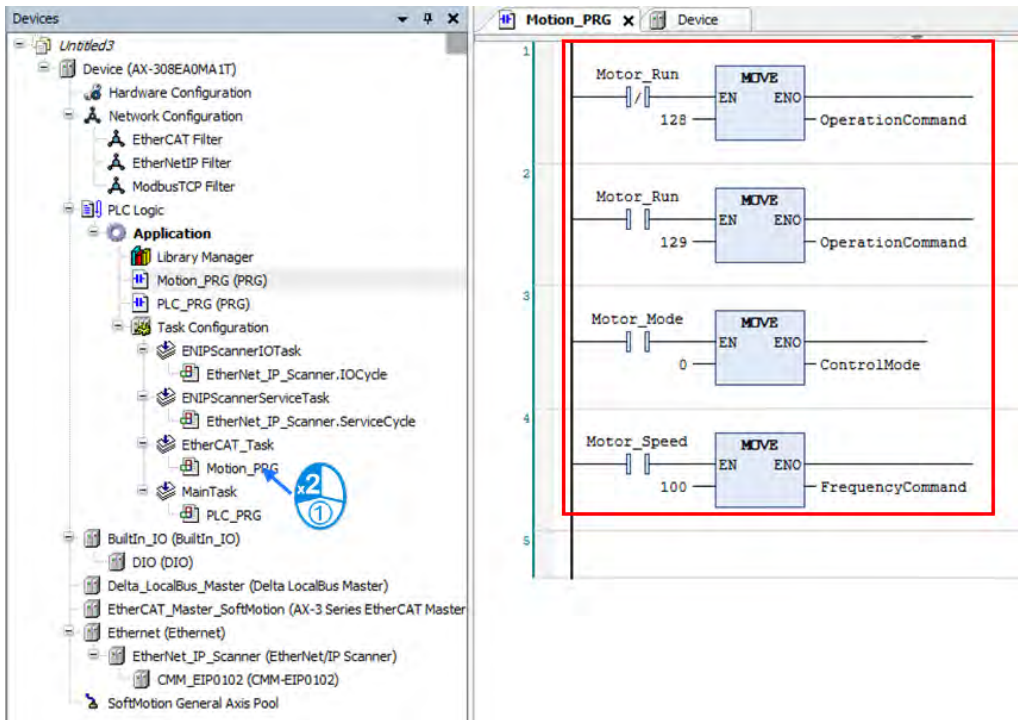 Devices
Untitled3
Device (AX-308EA0MA1T)
Hardware Configuration
Network Configuration
EtherCAT Filter
EtherNetIP Filter
ModbusTCP Filter
PLC Logic
Application
Library Manager
Motion_PRG (PRG)
PLC_PRG (PRG)
Task Configuration
ENIPScannerIOTask
EtherNet_IP_Scanner.IOCycle
ENIPScannerServiceTask
EtherNet_IP_Scanner.ServiceCycle
EtherCAT_Task
Motion_PRG
x2
1
MainTask
PLC_PRG
BuiltIn_IO (BuiltIn_IO)
DIO (DIO)
Delta_LocalBus_Master (Delta LocalBus Master)
EtherCAT_Master_SoftMotion (AX-3 Series EtherCAT Master
Ethernet (Ethernet)
EtherNet_IP_Scanner (EtherNet/IP Scanner)
CMM_EIP0102 (CMM-EIP0102)
SoftMotion General Axis Pool
Motion_PRG Device
1
Motor_Run MOVE
EN ENO
128 OperationCommand
2
Motor_Run MOVE
EN ENO
129 OperationCommand
3
Motor_Mode MOVE
EN ENO
0 ControlMode
4
Motor_Speed MOVE
EN ENO
100 FrequencyCommand
5